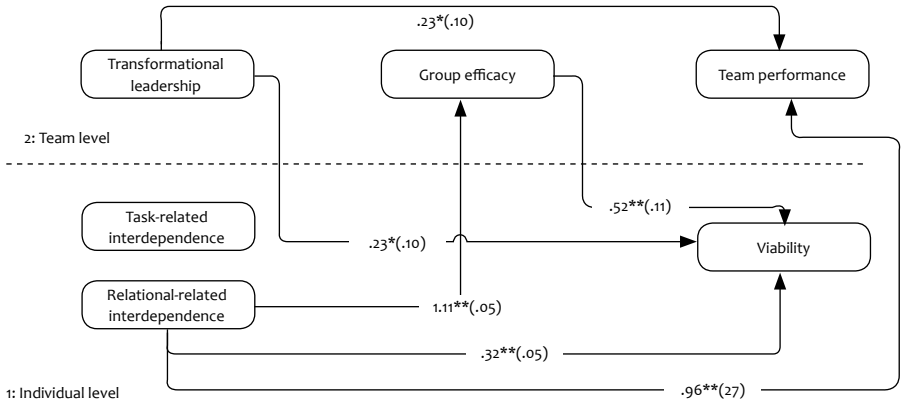 .23*(.10)
Transformational
leadership
Group efficacy
Team performance
2: Team level
Task-related
interdependence
.52**(.11)
.23*(.10)
Viability
Relational-related
interdependence
1.11**(.05)
.32**(.05)
.96**(27)
1: Individual level